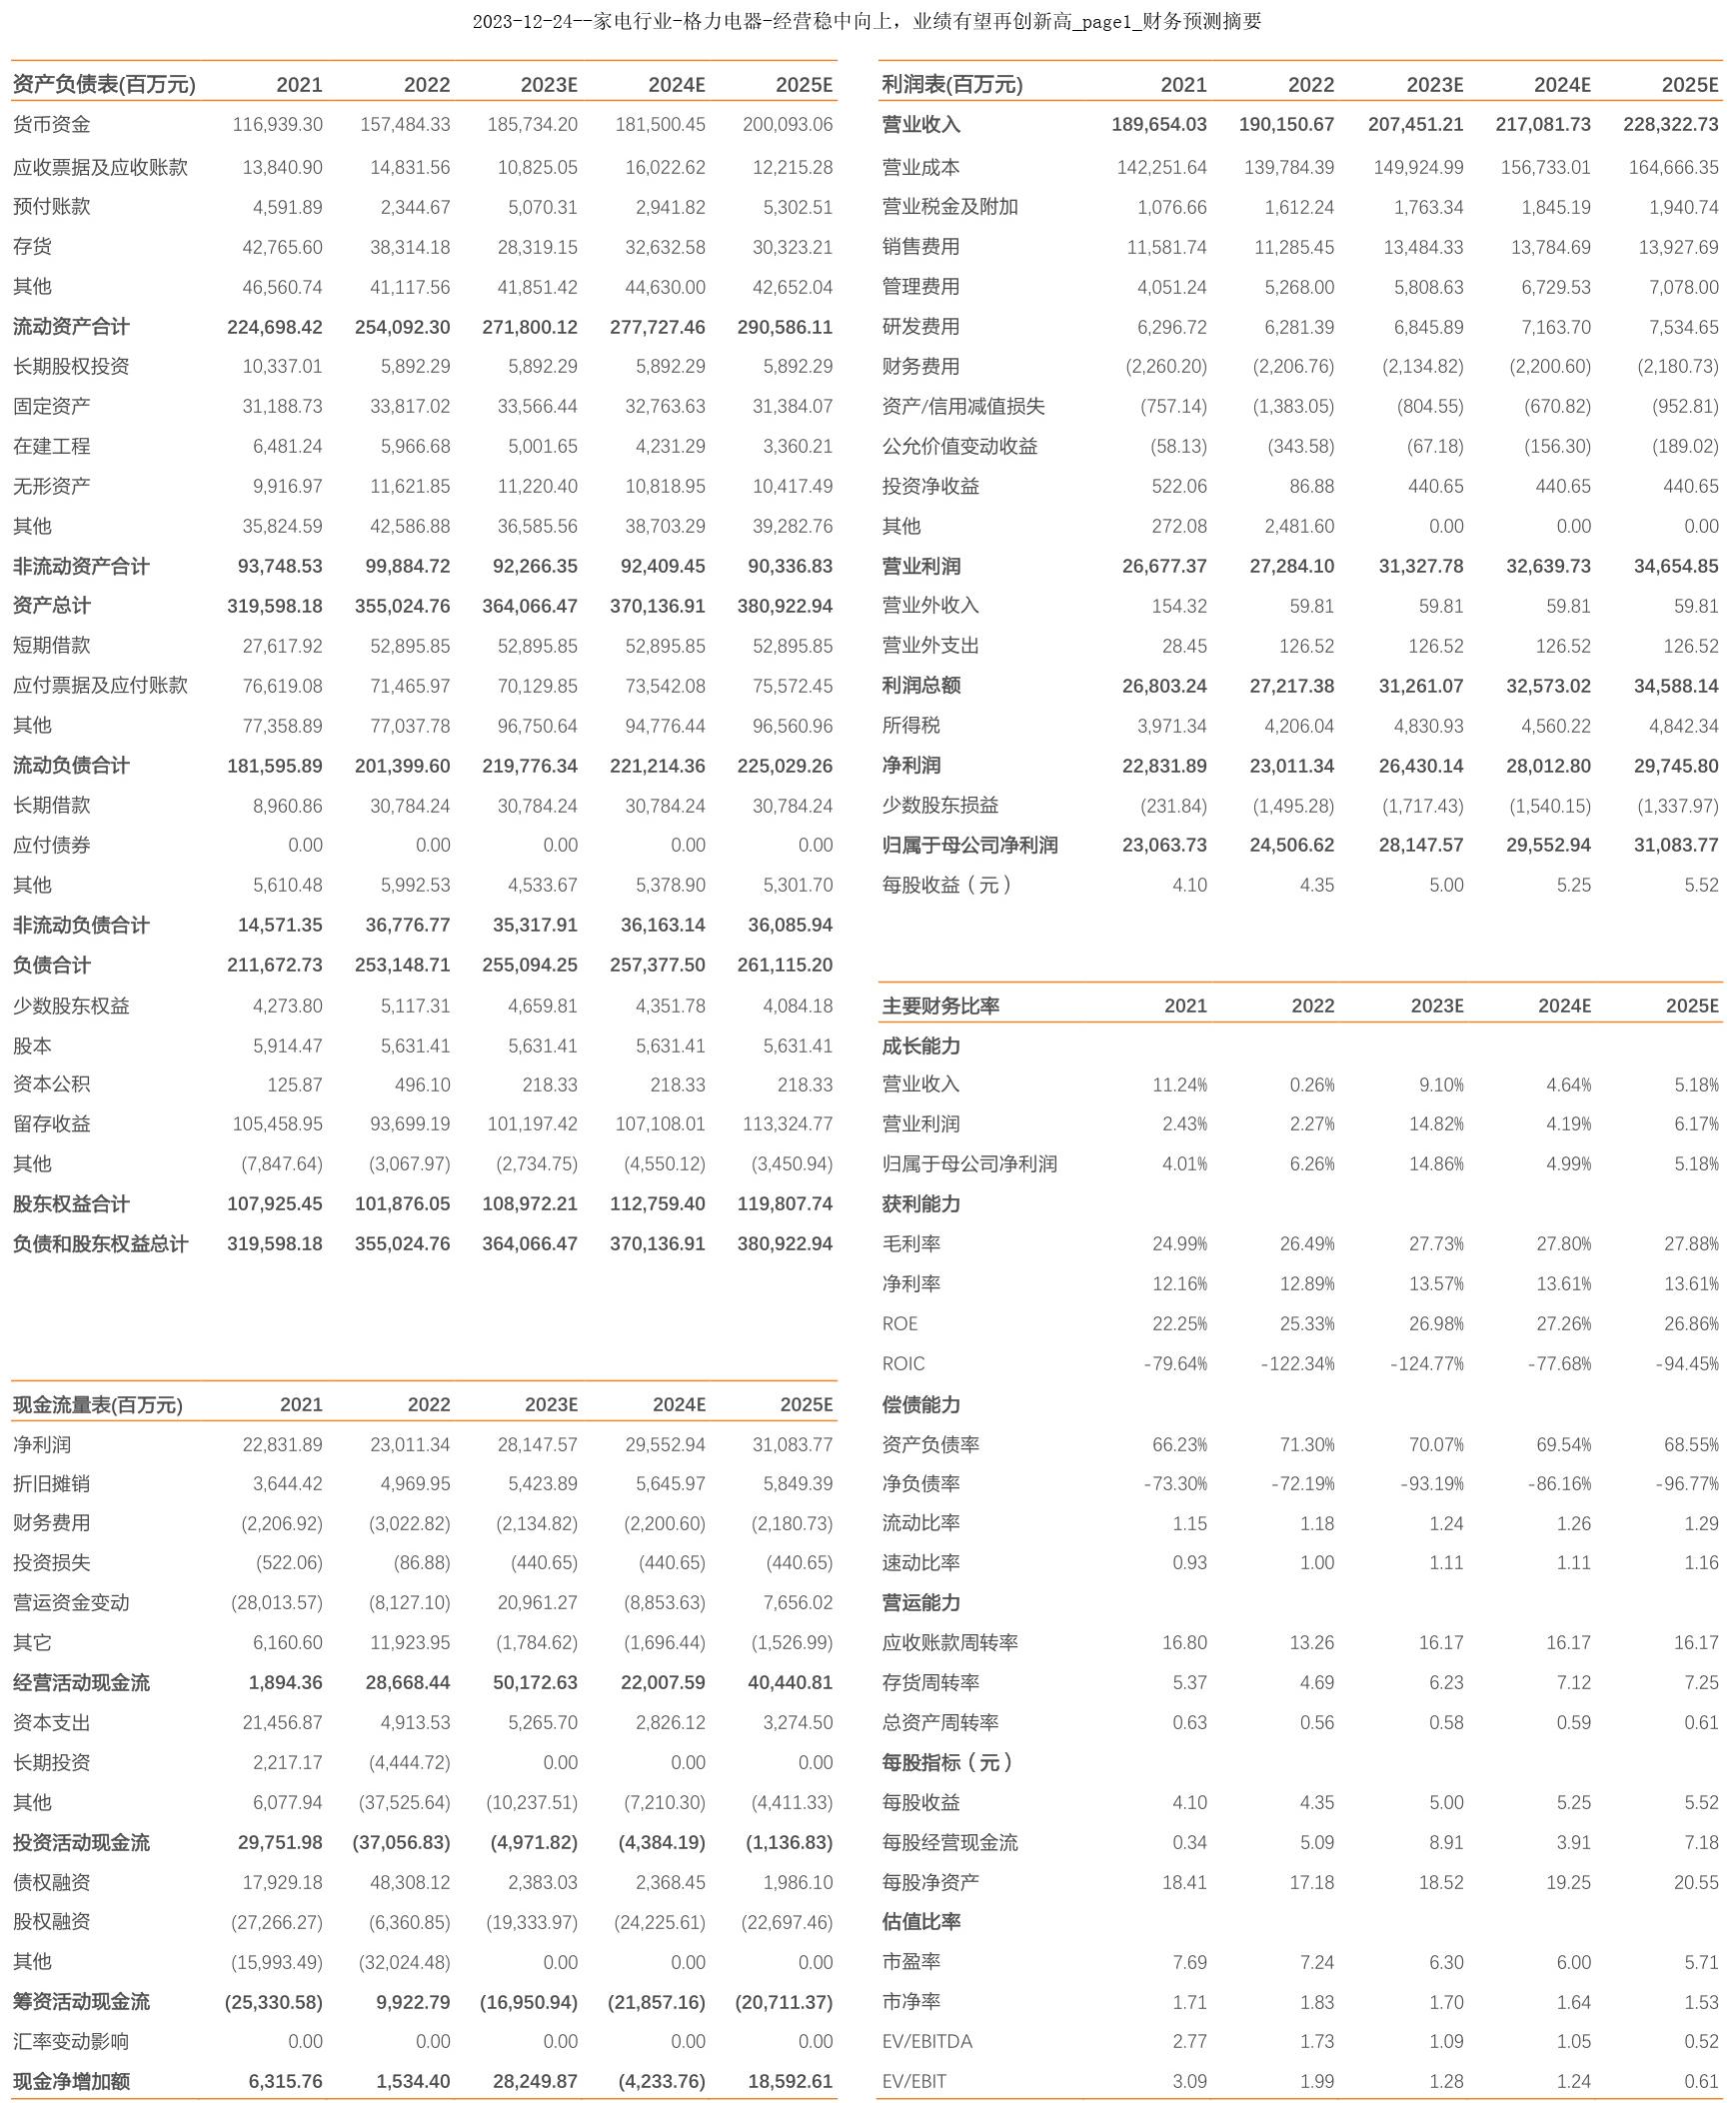 2023-12-24--家电行业-格力电器-经营稳中向上，业绩有望再创新高_page1_财务预测摘要
资产负债表(百万元) 2021 2022 2023E 2024E 2025E
货币资金 116,939.30 157,484.33 185,734.20 181,500.45 200,093.06
应收票据及应收账款 13,840.90 14,831.56 10,825.05 16,022.62 12,215.28
预付账款 4,591.89 2,344.67 5,070.31 2,941.82 5,302.51
存货 42,765.60 38,314.18 28,319.15 32,632.58 30,323.21
其他 46,560.74 41,117.56 41,851.42 44,630.00 42,652.04
流动资产合计 224,698.42 254,092.30 271,800.12 277,727.46 290,586.11
长期股权投资 10,337.01 5,892.29 5,892.29 5,892.29 5,892.29
固定资产 31,188.73 33,817.02 33,566.44 32,763.63 31,384.07
在建工程 6,481.24 5,966.68 5,001.65 4,231.29 3,360.21
无形资产 9,916.97 11,621.85 11,220.40 10,818.95 10,417.49
其他 35,824.59 42,586.88 36,585.56 38,703.29 39,282.76
非流动资产合计 93,748.53 99,884.72 92,266.35 92,409.45 90,336.83
资产总计 319,598.18 355,024.76 364,066.47 370,136.91 380,922.94
短期借款 27,617.92 52,895.85 52,895.85 52,895.85 52,895.85
应付票据及应付账款 76,619.08 71,465.97 70,129.85 73,542.08 75,572.45
其他 77,358.89 77,037.78 96,750.64 94,776.44 96,560.96
流动负债合计 181,595.89 201,399.60 219,776.34 221,214.36 225,029.26
长期借款 8,960.86 30,784.24 30,784.24 30,784.24 30,784.24
应付债券 0.00 0.00 0.00 0.00 0.00
其他 5,610.48 5,992.53 4,533.67 5,378.90 5,301.70
非流动负债合计 14,571.35 36,776.77 35,317.91 36,163.14 36,085.94
负债合计 211,672.73 253,148.71 255,094.25 257,377.50 261,115.20
少数股东权益 4,273.80 5,117.31 4,659.81 4,351.78 4,084.18
股本 5,914.47 5,631.41 5,631.41 5,631.41 5,631.41
资本公积 125.87 496.10 218.33 218.33 218.33
留存收益 105,458.95 93,699.19 101,197.42 107,108.01 113,324.77
其他 (7,847.64) (3,067.97) (2,734.75) (4,550.12) (3,450.94)
股东权益合计 107,925.45 101,876.05 108,972.21 112,759.40 119,807.74
负债和股东权益总计 319,598.18 355,024.76 364,066.47 370,136.91 380,922.94
现金流量表(百万元) 2021 2022 2023E 2024E 2025E
净利润 22,831.89 23,011.34 28,147.57 29,552.94 31,083.77
折旧摊销 3,644.42 4,969.95 5,423.89 5,645.97 5,849.39
财务费用 (2,206.92) (3,022.82) (2,134.82) (2,200.60) (2,180.73)
投资损失 (522.06) (86.88) (440.65) (440.65) (440.65)
营运资金变动 (28,013.57) (8,127.10) 20,961.27 (8,853.63) 7,656.02
其它 6,160.60 11,923.95 (1,784.62) (1,696.44) (1,526.99)
经营活动现金流 1,894.36 28,668.44 50,172.63 22,007.59 40,440.81
资本支出 21,456.87 4,913.53 5,265.70 2,826.12 3,274.50
长期投资 2,217.17 (4,444.72) 0.00 0.00 0.00
其他 6,077.94 (37,525.64) (10,237.51) (7,210.30) (4,411.33)
投资活动现金流 29,751.98 (37,056.83) (4,971.82) (4,384.19) (1,136.83)
债权融资 17,929.18 48,308.12 2,383.03 2,368.45 1,986.10
股权融资 (27,266.27) (6,360.85) (19,333.97) (24,225.61) (22,697.46)
其他 (15,993.49) (32,024.48) 0.00 0.00 0.00
筹资活动现金流 (25,330.58) 9,922.79 (16,950.94) (21,857.16) (20,711.37)
汇率变动影响 0.00 0.00 0.00 0.00 0.00
现金净增加额 6,315.76 1,534.40 28,249.87 (4,233.76) 18,592.61
利润表(百万元) 2021 2022 2023E 2024E 2025E
营业收入 189,654.03 190,150.67 207,451.21 217,081.73 228,322.73
营业成本 142,251.64 139,784.39 149,924.99 156,733.01 164,666.35
营业税金及附加 1,076.66 1,612.24 1,763.34 1,845.19 1,940.74
销售费用 11,581.74 11,285.45 13,484.33 13,784.69 13,927.69
管理费用 4,051.24 5,268.00 5,808.63 6,729.53 7,078.00
研发费用 6,296.72 6,281.39 6,845.89 7,163.70 7,534.65
财务费用 (2,260.20) (2,206.76) (2,134.82) (2,200.60) (2,180.73)
资产/信用减值损失 (757.14) (1,383.05) (804.55) (670.82) (952.81)
公允价值变动收益 (58.13) (343.58) (67.18) (156.30) (189.02)
投资净收益 522.06 86.88 440.65 440.65 440.65
其他 272.08 2,481.60 0.00 0.00 0.00
营业利润 26,677.37 27,284.10 31,327.78 32,639.73 34,654.85
营业外收入 154.32 59.81 59.81 59.81 59.81
营业外支出 28.45 126.52 126.52 126.52 126.52
利润总额 26,803.24 27,217.38 31,261.07 32,573.02 34,588.14
所得税 3,971.34 4,206.04 4,830.93 4,560.22 4,842.34
净利润 22,831.89 23,011.34 26,430.14 28,012.80 29,745.80
少数股东损益 (231.84) (1,495.28) (1,717.43) (1,540.15) (1,337.97)
归属于母公司净利润 23,063.73 24,506.62 28,147.57 29,552.94 31,083.77
每股收益（元） 4.10 4.35 5.00 5.25 5.52
主要财务比率 2021 2022 2023E 2024E 2025E
成长能力
营业收入 11.24% 0.26% 9.10% 4.64% 5.18%
营业利润 2.43% 2.27% 14.82% 4.19% 6.17%
归属于母公司净利润 4.01% 6.26% 14.86% 4.99% 5.18%
获利能力
毛利率 24.99% 26.49% 27.73% 27.80% 27.88%
净利率 12.16% 12.89% 13.57% 13.61% 13.61%
ROE 22.25% 25.33% 26.98% 27.26% 26.86%
ROIC -79.64% -122.34% -124.77% -77.68% -94.45%
偿债能力
资产负债率 66.23% 71.30% 70.07% 69.54% 68.55%
净负债率 -73.30% -72.19% -93.19% -86.16% -96.77%
流动比率 1.15 1.18 1.24 1.26 1.29
速动比率 0.93 1.00 1.11 1.11 1.16
营运能力
应收账款周转率 16.80 13.26 16.17 16.17 16.17
存货周转率 5.37 4.69 6.23 7.12 7.25
总资产周转率 0.63 0.56 0.58 0.59 0.61
每股指标（元）
每股收益 4.10 4.35 5.00 5.25 5.52
每股经营现金流 0.34 5.09 8.91 3.91 7.18
每股净资产 18.41 17.18 18.52 19.25 20.55
估值比率
市盈率 7.69 7.24 6.30 6.00 5.71
市净率 1.71 1.83 1.70 1.64 1.53
EV/EBITDA 2.77 1.73 1.09 1.05 0.52
EV/EBIT 3.09 1.99 1.28 1.24 0.61